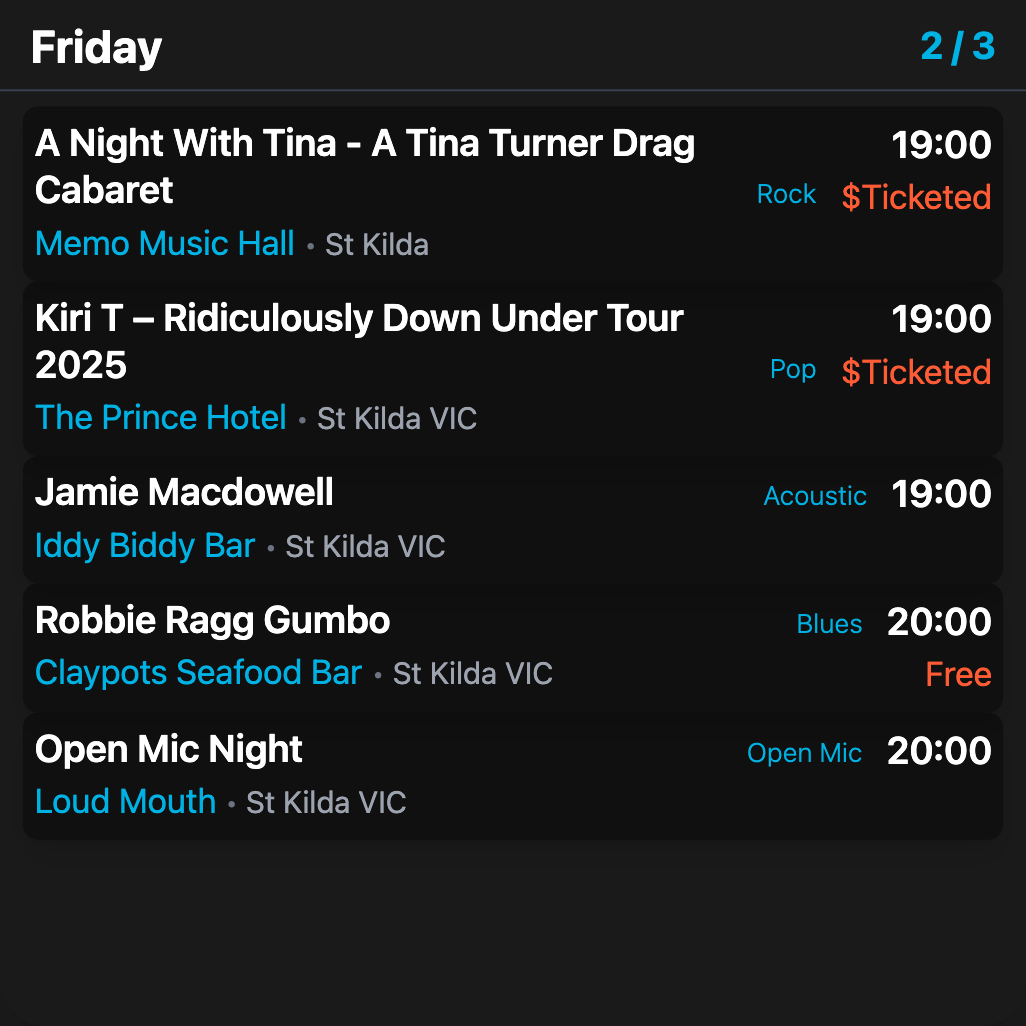 Friday
2 / 3
A Night With Tina - A Tina Turner Drag
Cabaret
19:00
Rock $Ticketed
Memo Music Hall • St Kilda
Kiri T – Ridiculously Down Under Tour
2025
19:00
Pop $Ticketed
The Prince Hotel • St Kilda VIC
Jamie Macdowell
Acoustic 19:00
Iddy Biddy Bar • St Kilda VIC
Robbie Ragg Gumbo
Blues 20:00
Claypots Seafood Bar • St Kilda VIC
Free
Open Mic Night
Open Mic 20:00
Loud Mouth • St Kilda VIC